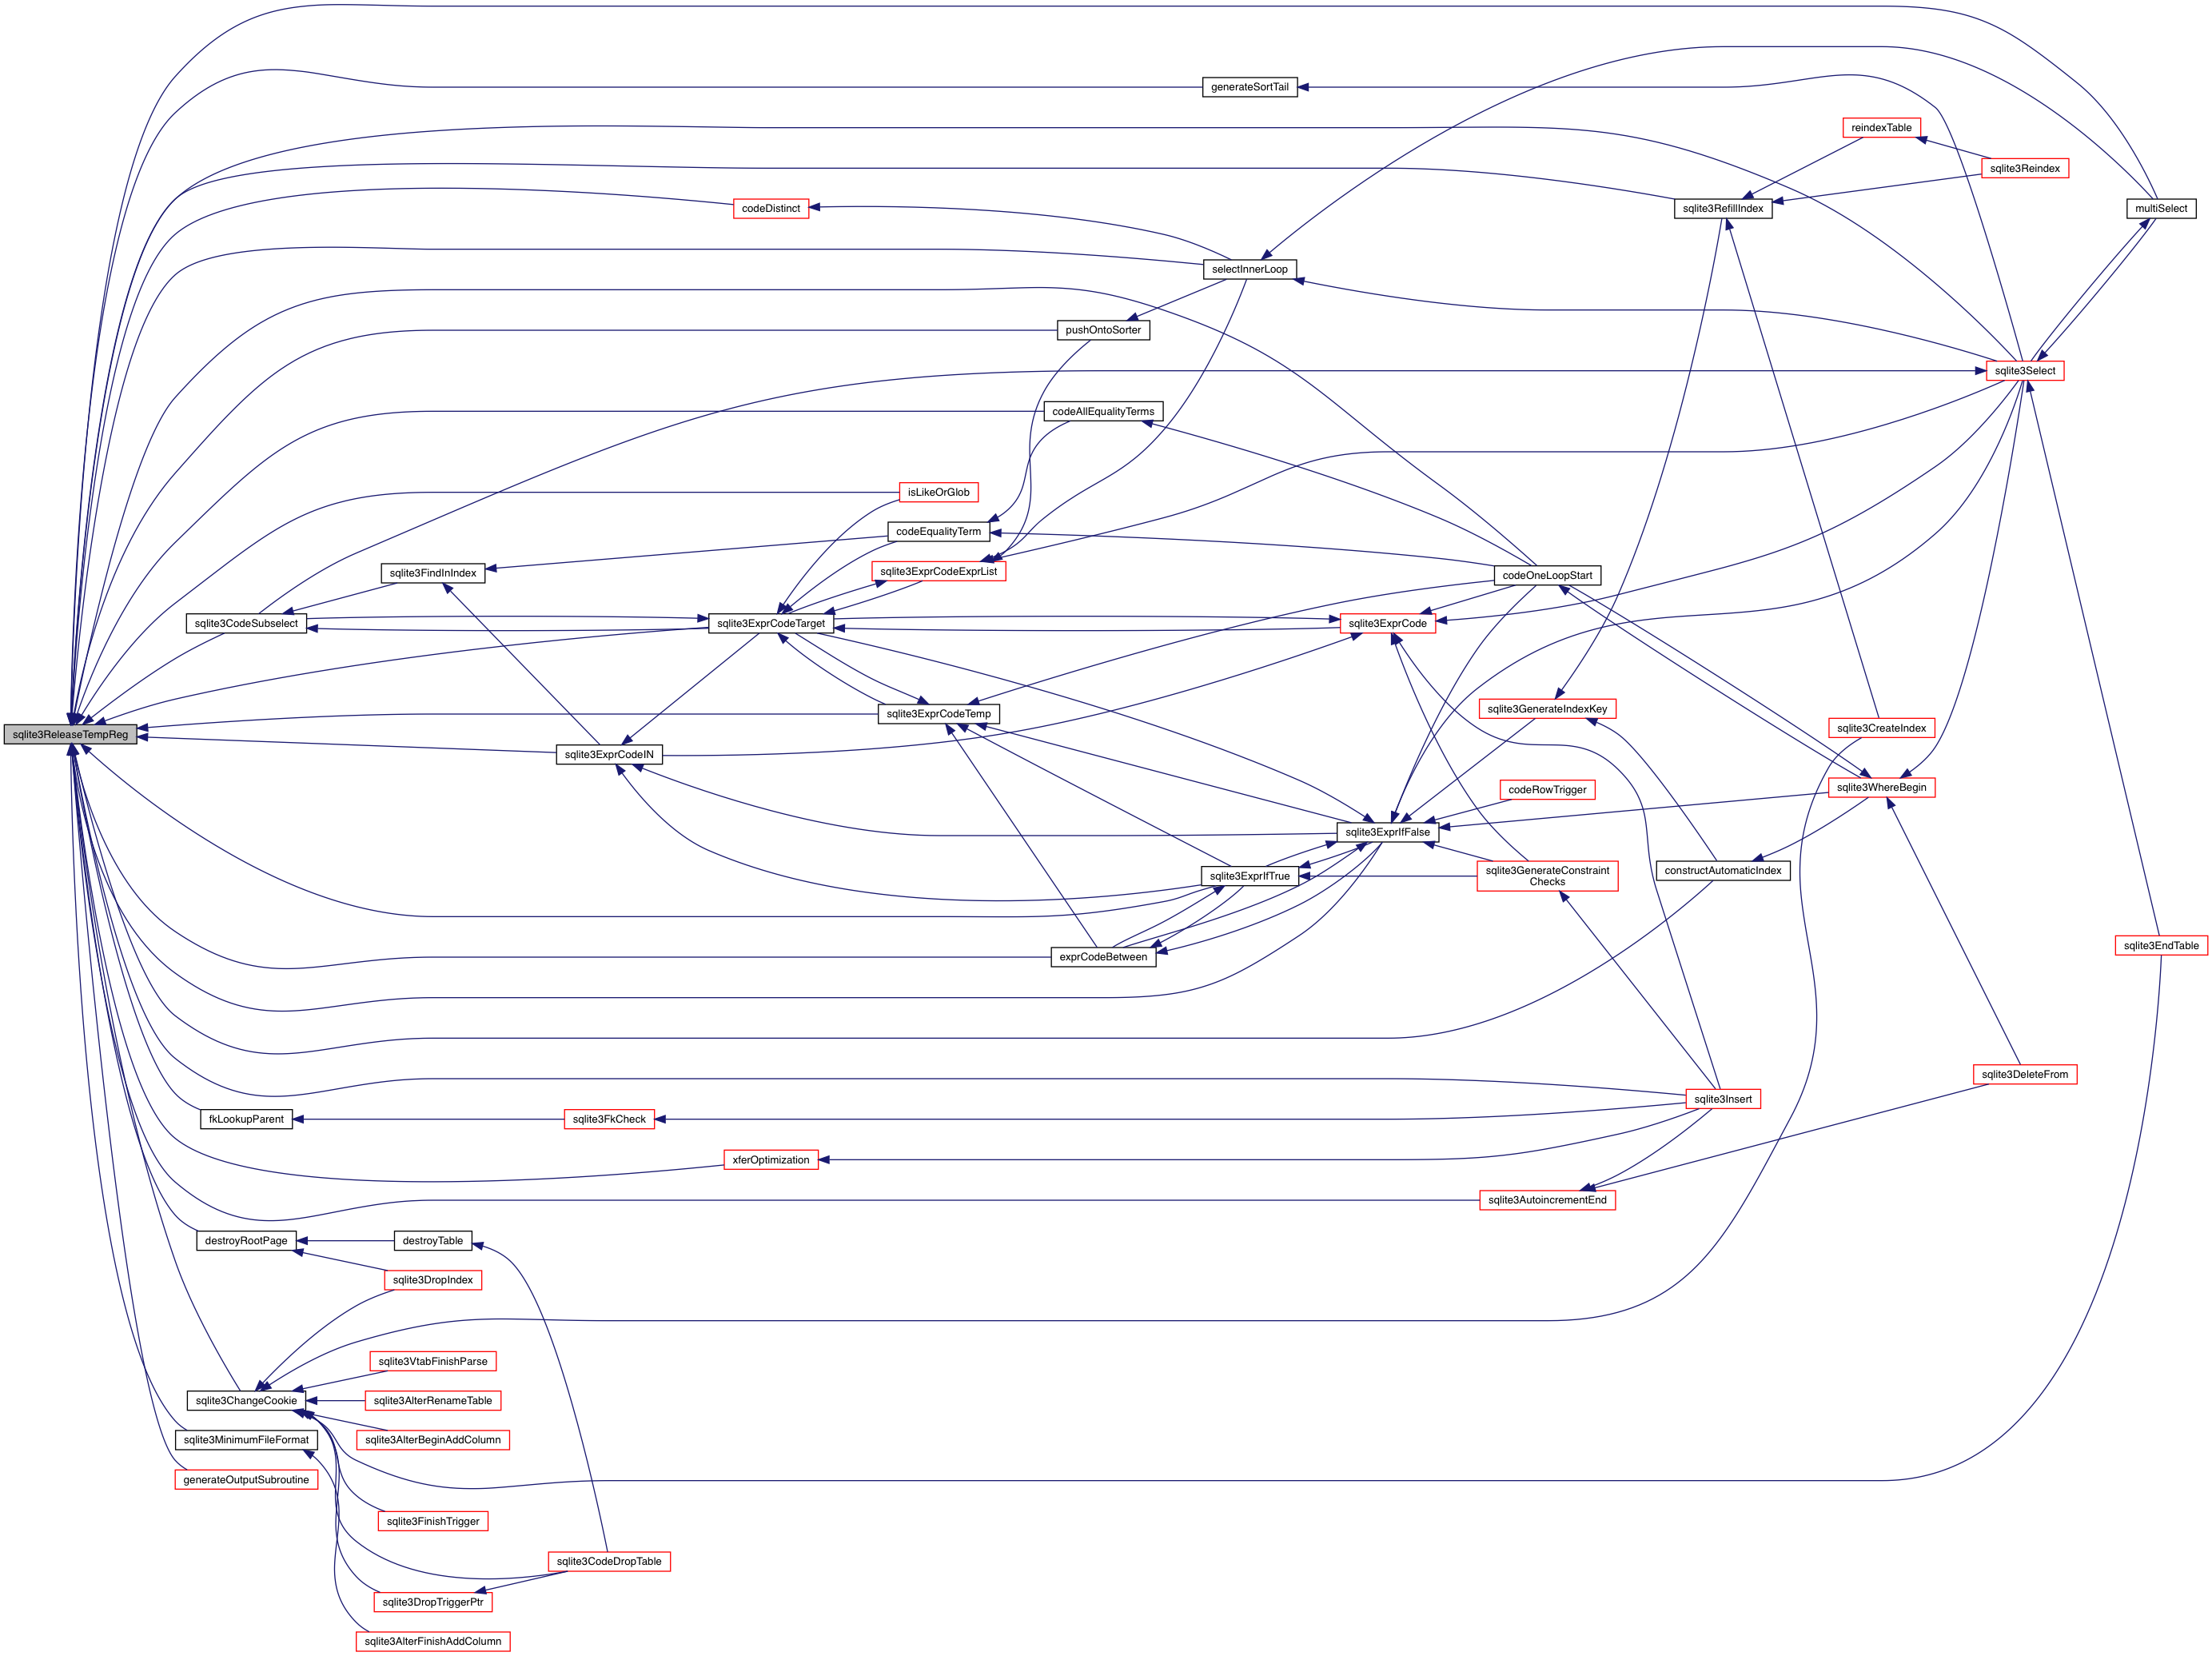 generateSortTail
reindexTable
sqlite3Reindex
codeDistinct
sqlite3RefillIndex
multiSelect
selectInnerLoop
pushOntoSorter
sqlite3Select
codeAllEqualityTerms
isLikeOrGlob
codeEqualityTerm
sqlite3FindInIndex
sqlite3ExprCodeExprList
codeOneLoopStart
sqlite3CodeSubselect
sqlite3ExprCodeTarget
sqlite3ExprCode
sqlite3GenerateIndexKey
sqlite3ExprCodeTemp
sqlite3CreateIndex
sqlite3ReleaseTempReg
sqlite3ExprCodeIN
sqlite3WhereBegin
codeRowTrigger
sqlite3ExprIfFalse
sqlite3ExprIfTrue
sqlite3GenerateConstraint
Checks
constructAutomaticIndex
sqlite3EndTable
exprCodeBetween
sqlite3DeleteFrom
sqlite3Insert
fkLookupParent
sqlite3FkCheck
xferOptimization
sqlite3AutoincrementEnd
destroyRootPage
destroyTable
sqlite3DropIndex
sqlite3VtabFinishParse
sqlite3ChangeCookie
sqlite3AlterRenameTable
sqlite3MinimumFileFormat
sqlite3AlterBeginAddColumn
generateOutputSubroutine
sqlite3FinishTrigger
sqlite3CodeDropTable
sqlite3DropTriggerPtr
sqlite3AlterFinishAddColumn